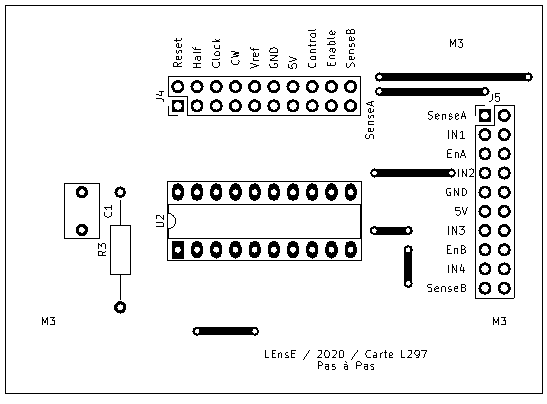 Reset
Half
Clock
CW
Vref
GND
5V
Control
Enable
SenseB
M3
J4
SenseA
J5
SenseA
IN1
EnA
IN2
GND
5V
IN3
EnB
IN4
SenseB
C1
U2
R3
M3
M3
LEnsE / 2020 / Carte L297
Pas à Pas